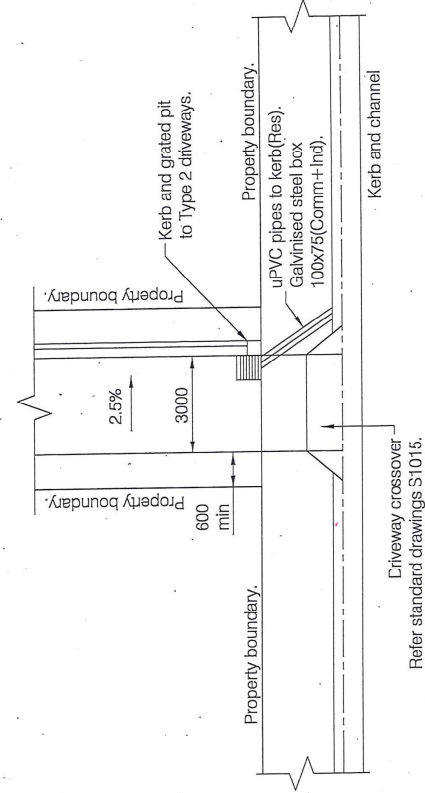 Kerb and grated pit
to Type 2 driveways.
Property boundary.
Property boundary.
2.5%
3000
600
min
Property boundary.
Property boundary.
uPVC pipes to kerb(Res).
Galvinised steel box
100x75(Comm+Ind).
Kerb and channel
Driveway crossover
Refer standard drawings S1015.